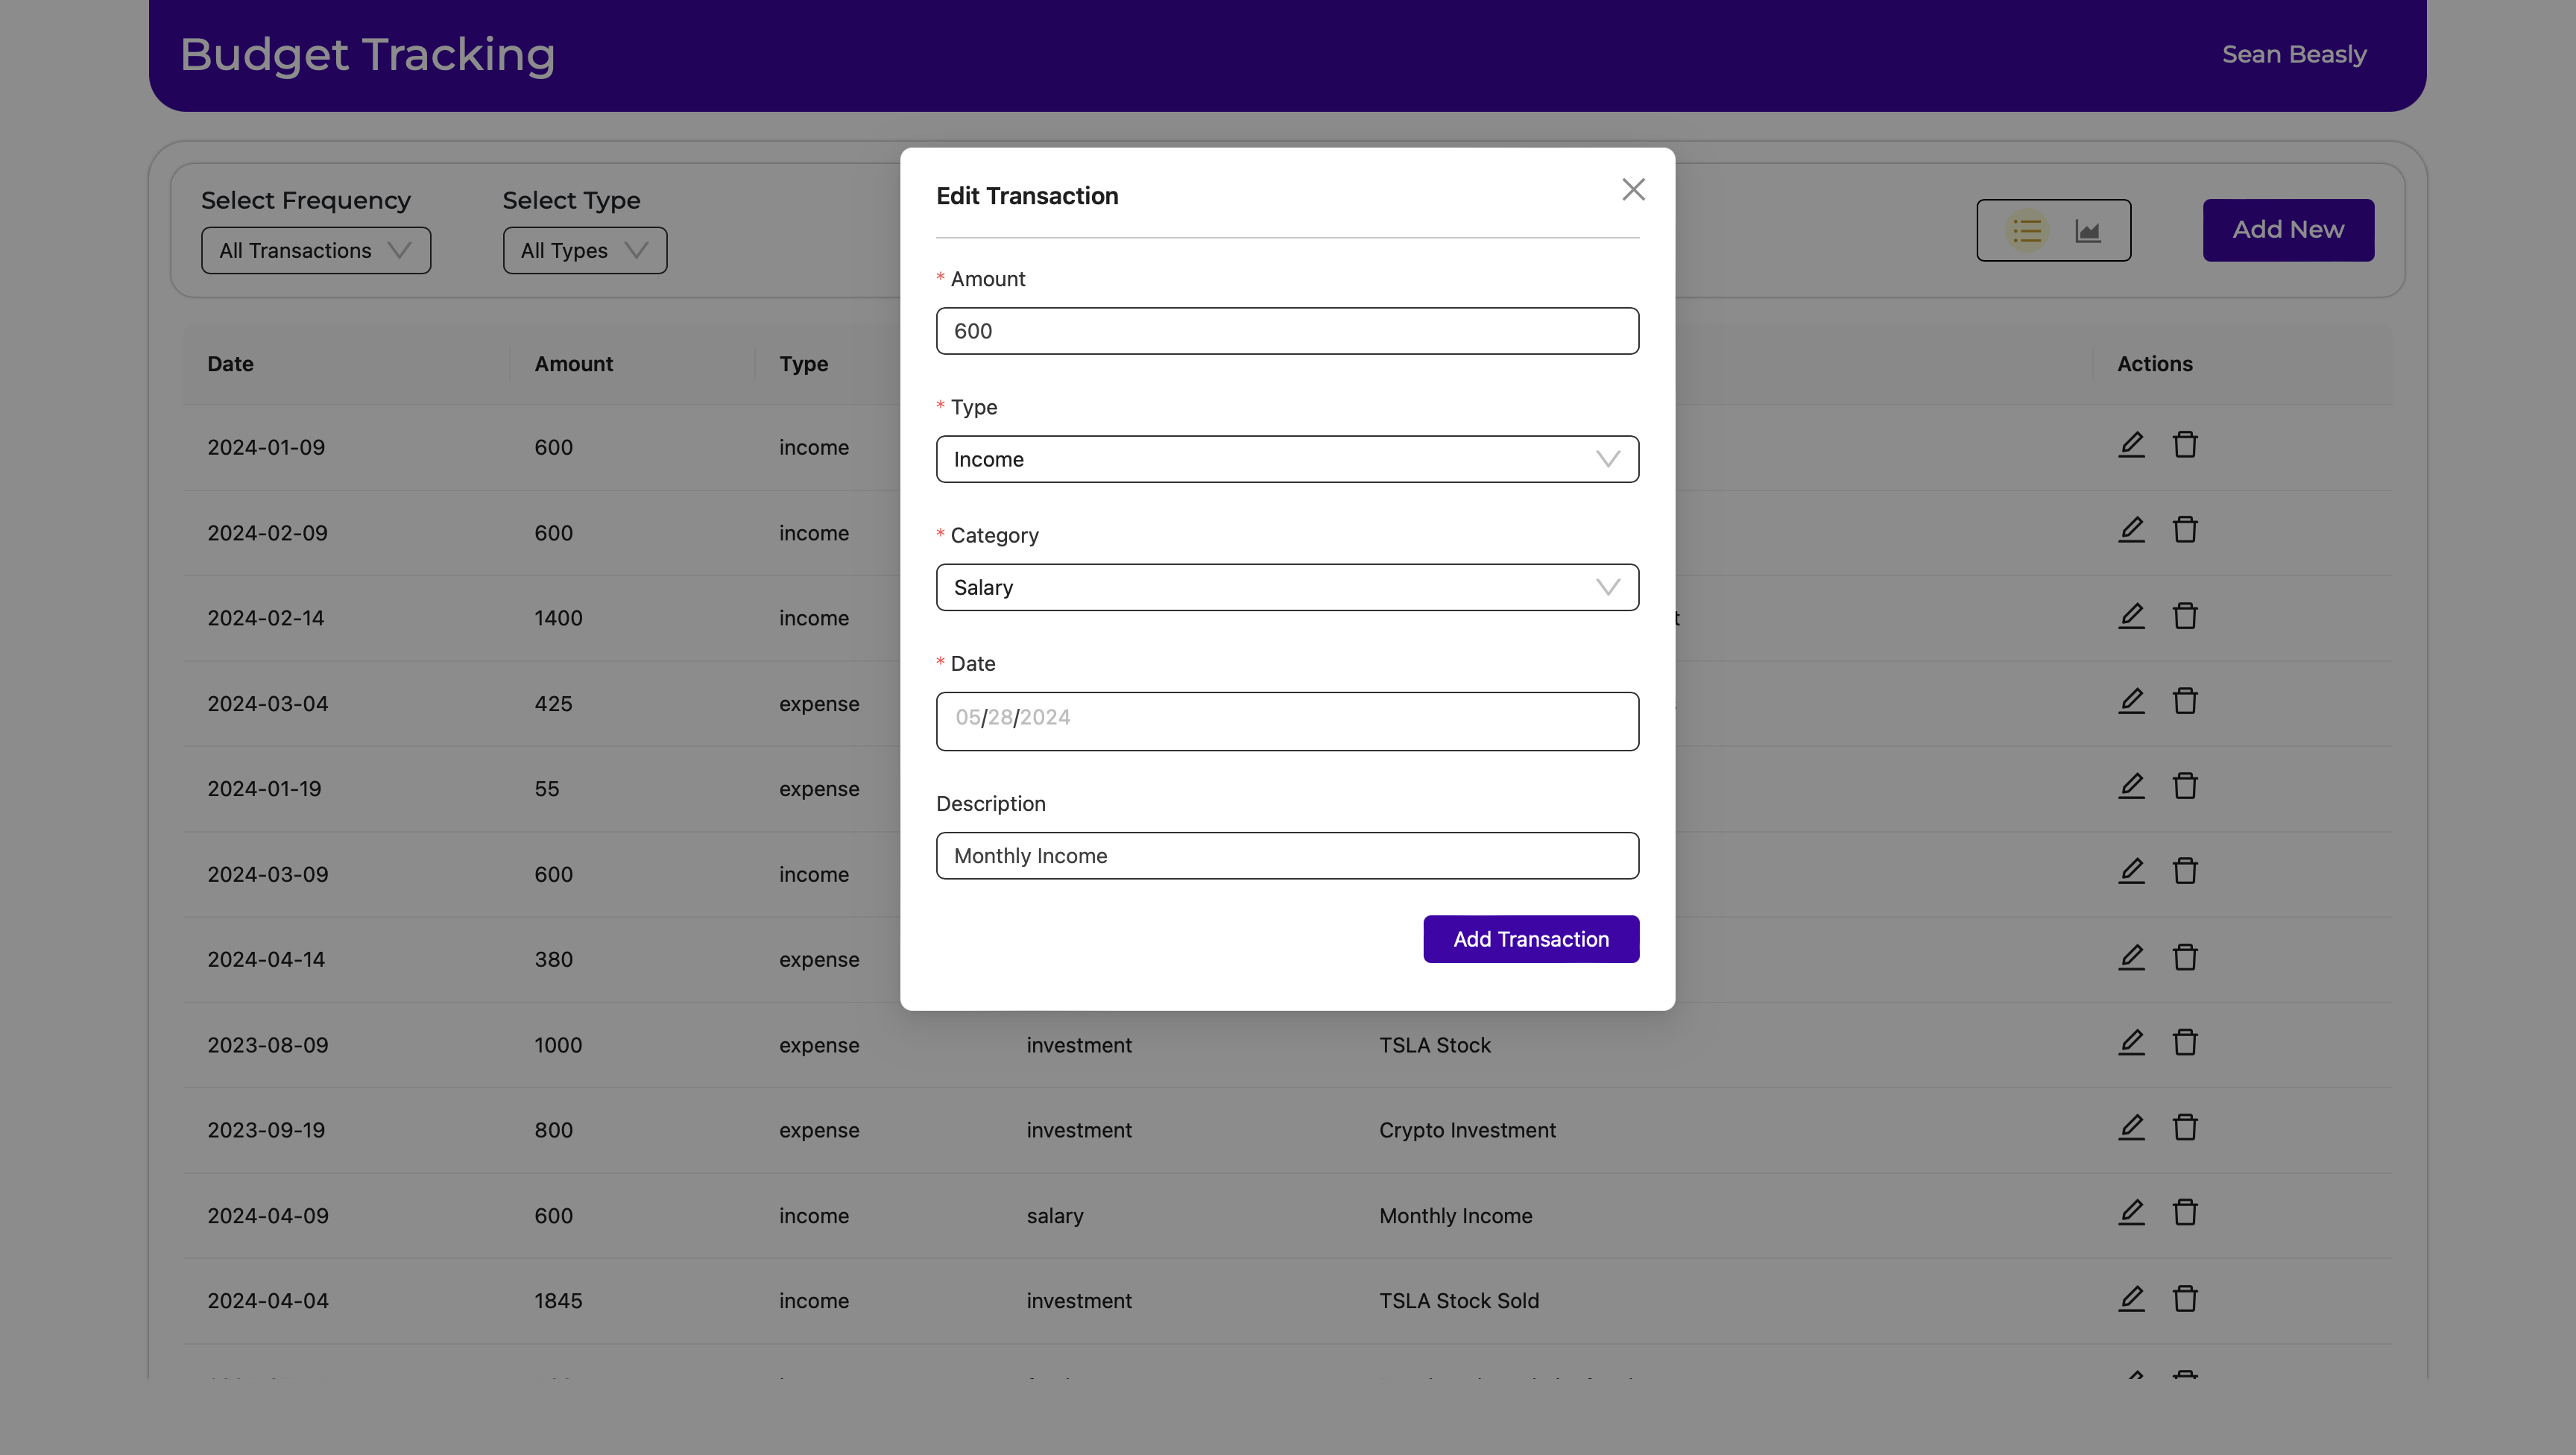 Budget Tracking
Sean Beasly
Select Frequency
Select Type
All Transactions
All Types
Add New
Edit Transaction
* Amount
600
* Type
Income
* Category
Salary
* Date
05/28/2024
Description
Monthly Income
Add Transaction
Date Amount Type Actions
2024-01-09 600 income
2024-02-09 600 income
2024-02-14 1400 income
2024-03-04 425 expense
2024-01-19 55 expense
2024-03-09 600 income
2024-04-14 380 expense
2023-08-09 1000 expense investment TSLA Stock
2023-09-19 800 expense investment Crypto Investment
2024-04-09 600 income salary Monthly Income
2024-04-04 1845 income investment TSLA Stock Sold